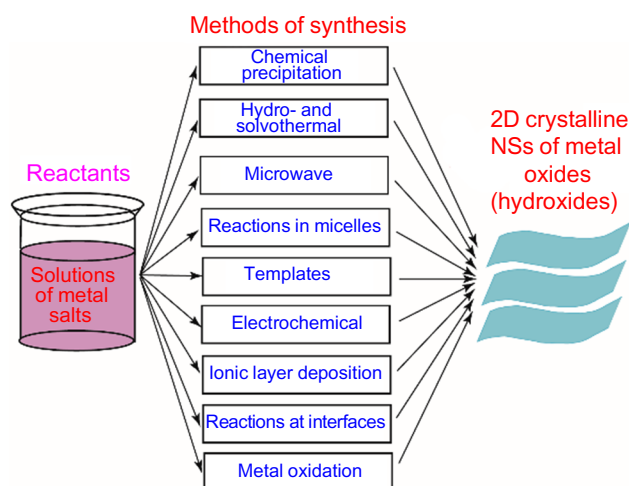 Methods of synthesis
Chemical
precipitation
Hydro- and
solvothermal
Microwave
Reactions in micelles
Templates
Electrochemical
Ionic layer deposition
Reactions at interfaces
Metal oxidation
Reactants
Solutions
of metal
salts
2D crystalline
NSs of metal
oxides
(hydroxides)